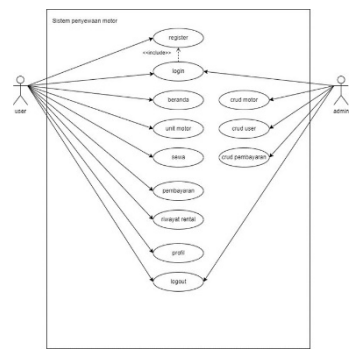 Sistem penyewaan motor
register
<<include>>
login
beranda
crud motor
user
admin
unit motor
crud user
sewa
crud pembayaran
pembayaran
riwayat rental
profil
logout